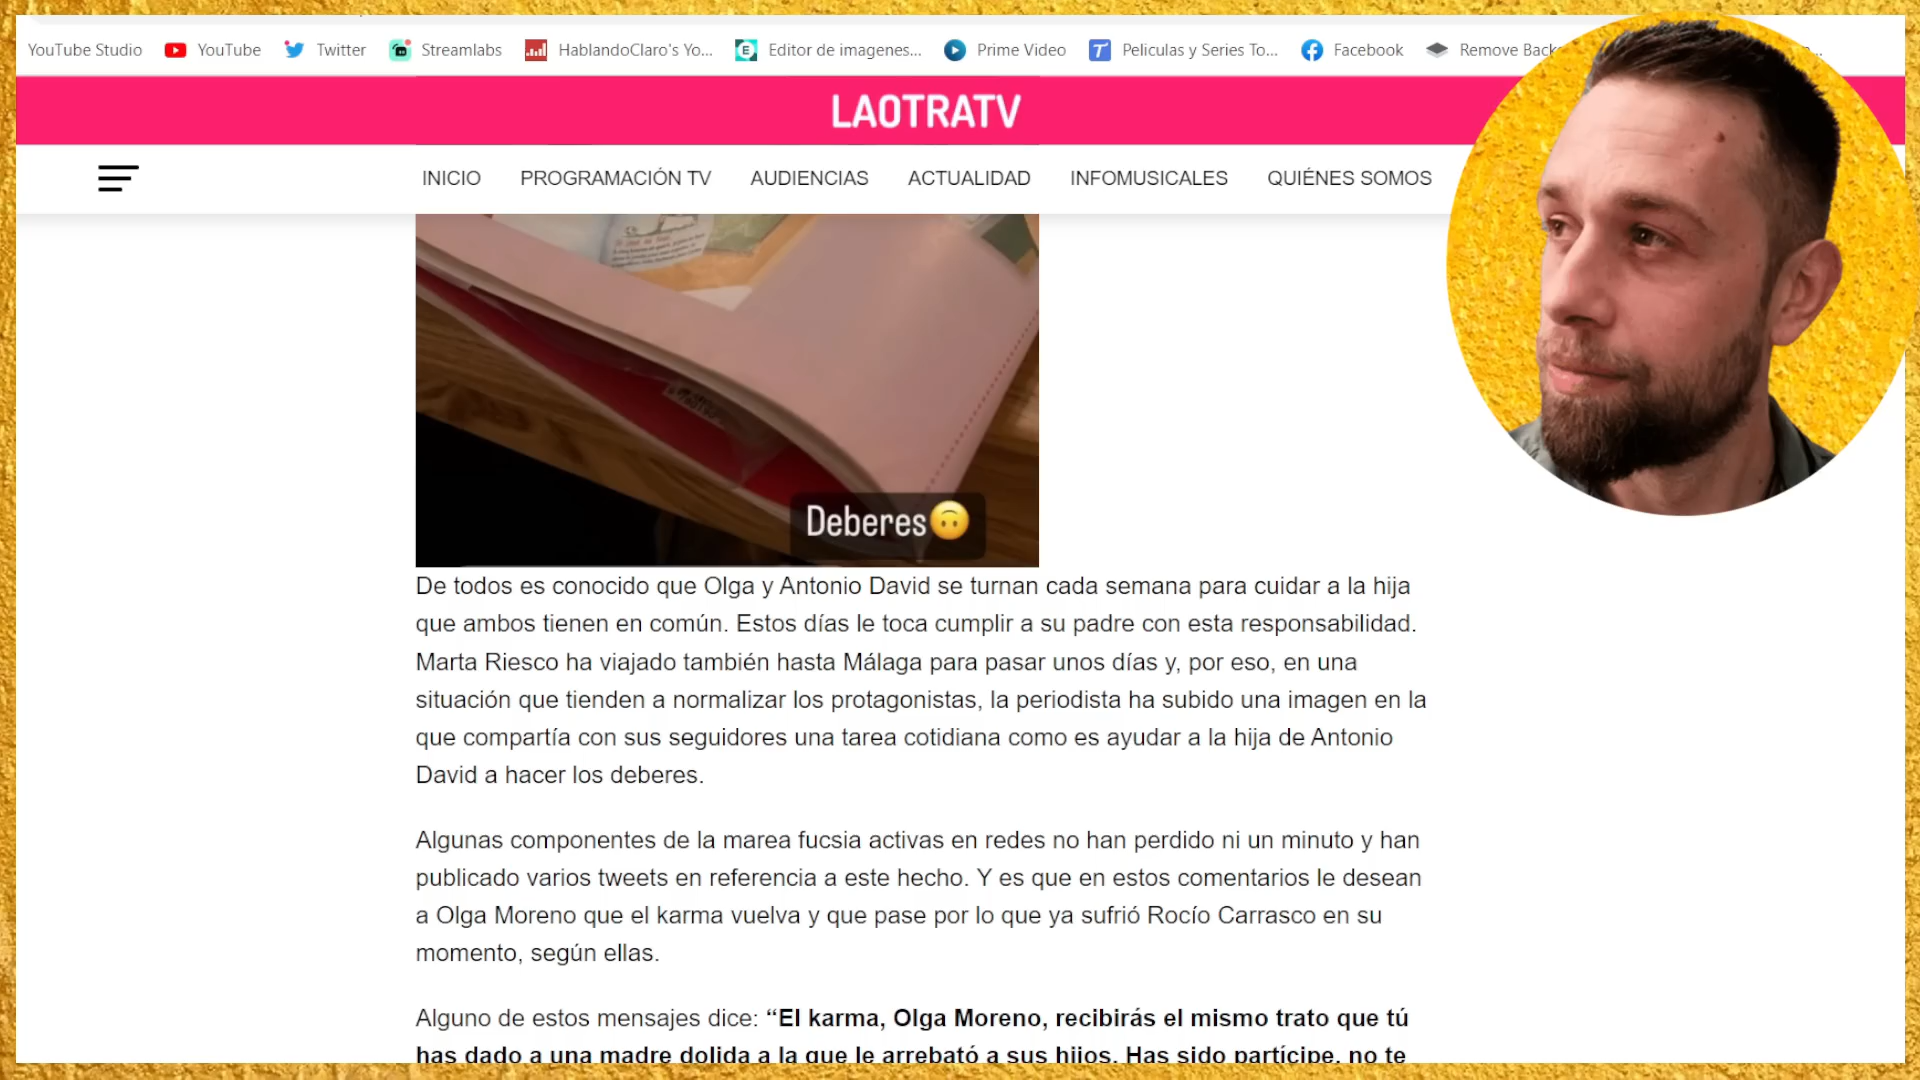 YouTube Studio YouTube Twitter Streamlabs HablandoClaro's Yo... Editor de imagenes... Prime Video Peliculas y Series To... Facebook Remove
LAOTRATV
INICIO PROGRAMACIÓN TV AUDIENCIAS ACTUALIDAD INFOMUSICALES QUIÉNES SOMOS
Deberes
De todos es conocido que Olga y Antonio David se turnan cada semana para cuidar a la hija
que ambos tienen en común. Estos días le toca cumplir a su padre con esta responsabilidad.
Marta Riesco ha viajado también hasta Málaga para pasar unos días y, por eso, en una
situación que tienden a normalizar los protagonistas, la periodista ha subido una imagen en la
que compartía con sus seguidores una tarea cotidiana como es ayudar a la hija de Antonio
David a hacer los deberes.
Algunas componentes de la marea fucsia activas en redes no han perdido ni un minuto y han
publicado varios tweets en referencia a este hecho. Y es que en estos comentarios le desean
a Olga Moreno que el karma vuelva y que pase por lo que ya sufrió Rocío Carrasco en su
momento, según ellas.
Alguno de estos mensajes dice: “El karma, Olga Moreno, recibirás el mismo trato que tú
has dado a una madre dolida a la que le arrebató a sus hijos. Has sido partícipe, no te